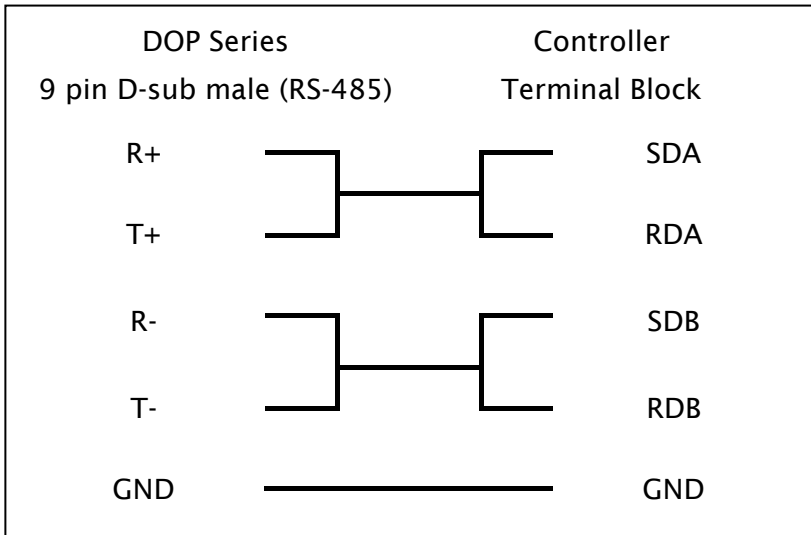 DOP Series Controller
9 pin D-sub male (RS-485) Terminal Block
R+ SDA
T+ RDA
R- SDB
T- RDB
GND GND